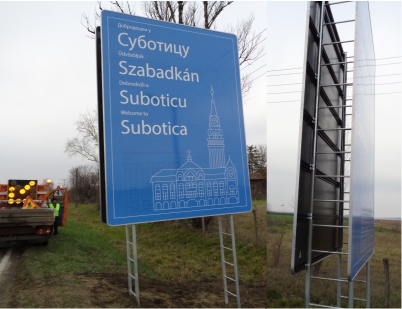 Добродошли у
Суботицу
Üdvözöljük
Szabadkán
Dobrodošli u
Suboticu
Welcome to
Subotica